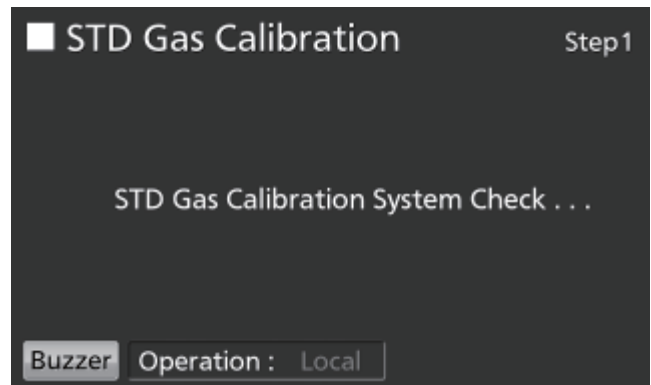 STD Gas Calibration Step1
STD Gas Calibration System Check . . .
Buzzer Operation : Local